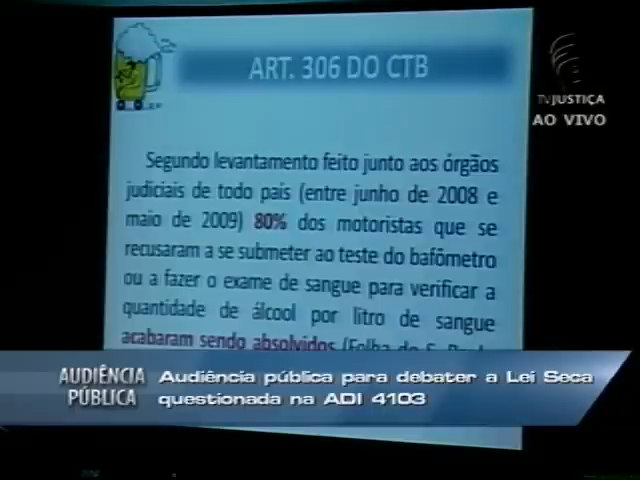 ART. 306 DO CTB
TVJUSTIÇA
AO VIVO
Segundo levantamento feito junto aos órgãos
judiciais de todo país (entre junho de 2008 e
maio de 2009) 80% dos motoristas que se
recusaram a se submeter ao teste do bafômetro
ou a fazer o exame de sangue para verificar a
quantidade de álcool por litro de sangue
acabaram sendo absolvidos (Folha de S.
AUDIÊNCIA
PÚBLICA
Audiência pública para debater a Lei Seca
questionada na ADI 4103